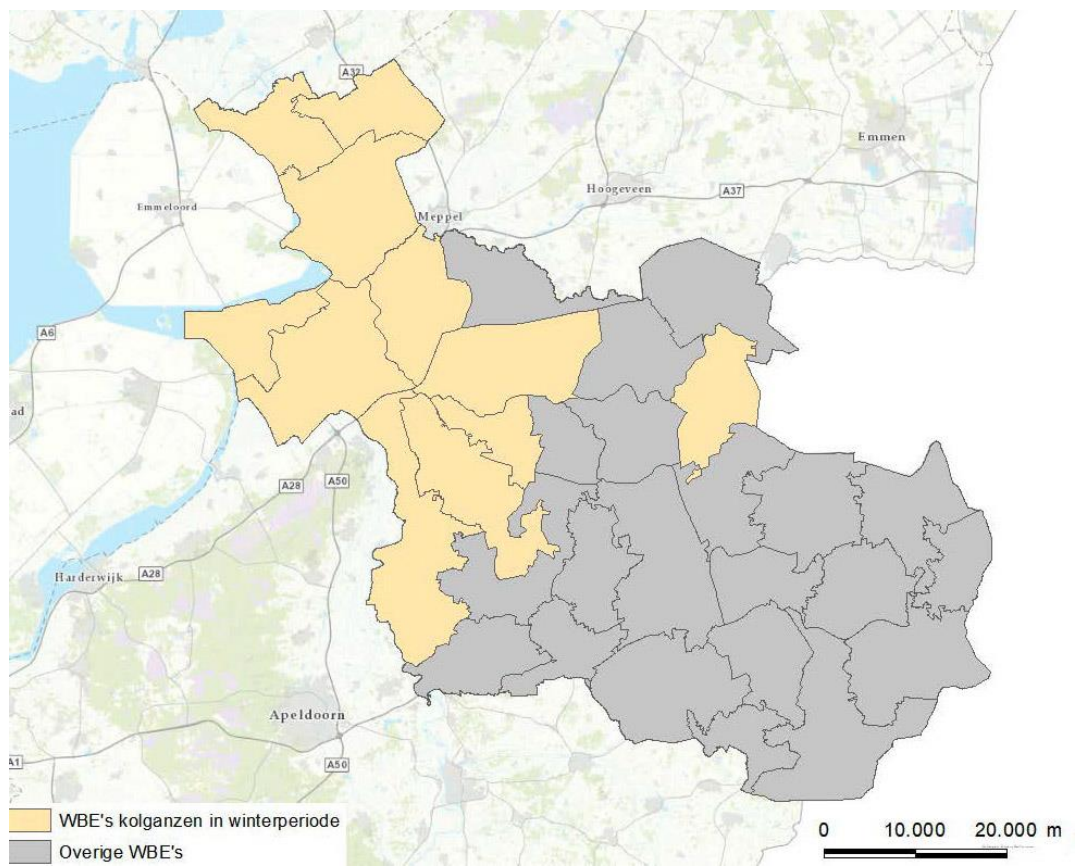 A32
Emmen
Hoogeveen
A37
Emmeloord
Meppel
A6
ad
A28
A50
Harderwijk
A28
Apeldoorn
A1
A50
WBE's kolganzen in winterperiode
Overige WBE's
0 10.000 20.000 m